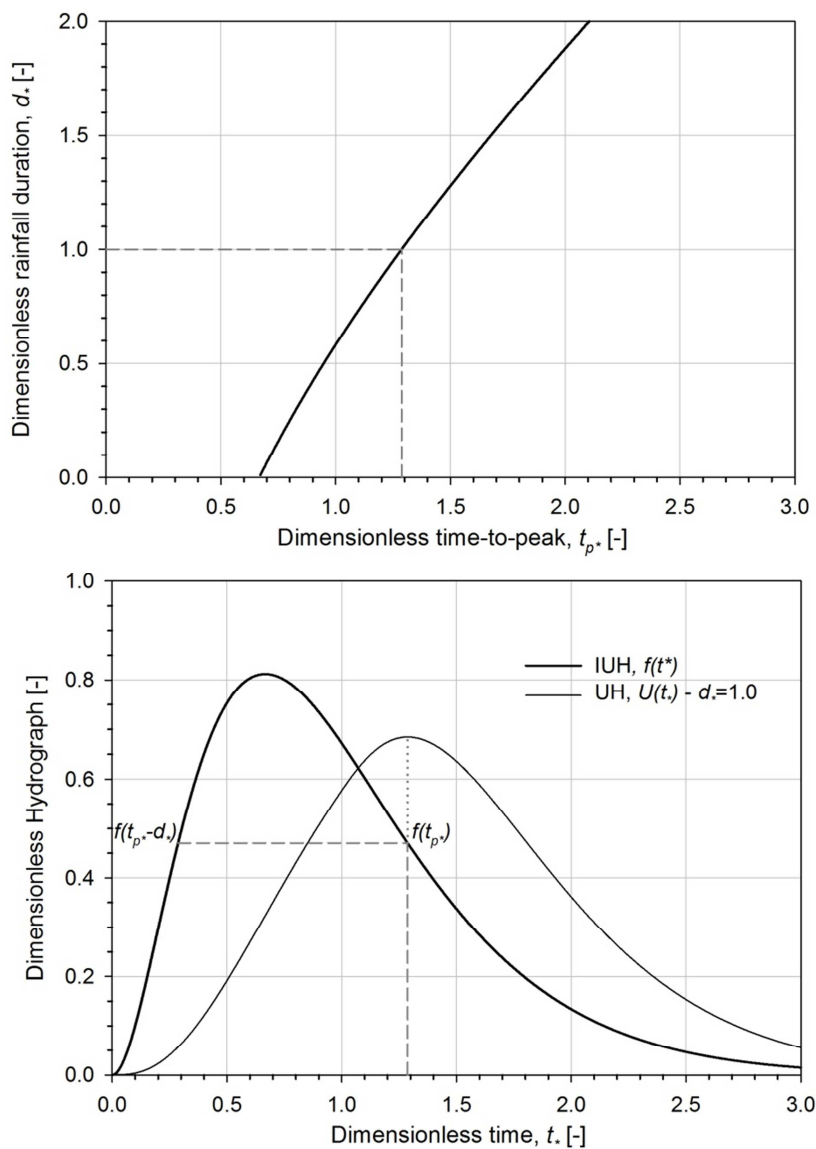 2.0
1.5
1.0
0.5
0.0
Dimensionless rainfall duration, d* [-]
0.0 0.5 1.0 1.5 2.0 2.5 3.0
Dimensionless time-to-peak, tp* [-]
1.0
0.8
0.6
0.4
0.2
0.0
Dimensionless Hydrograph [-]
IUH, f(t*)
UH, U(t*) - d*=1.0
f(tp*-d*)
f(tp*)
0.0 0.5 1.0 1.5 2.0 2.5 3.0
Dimensionless time, t* [-]